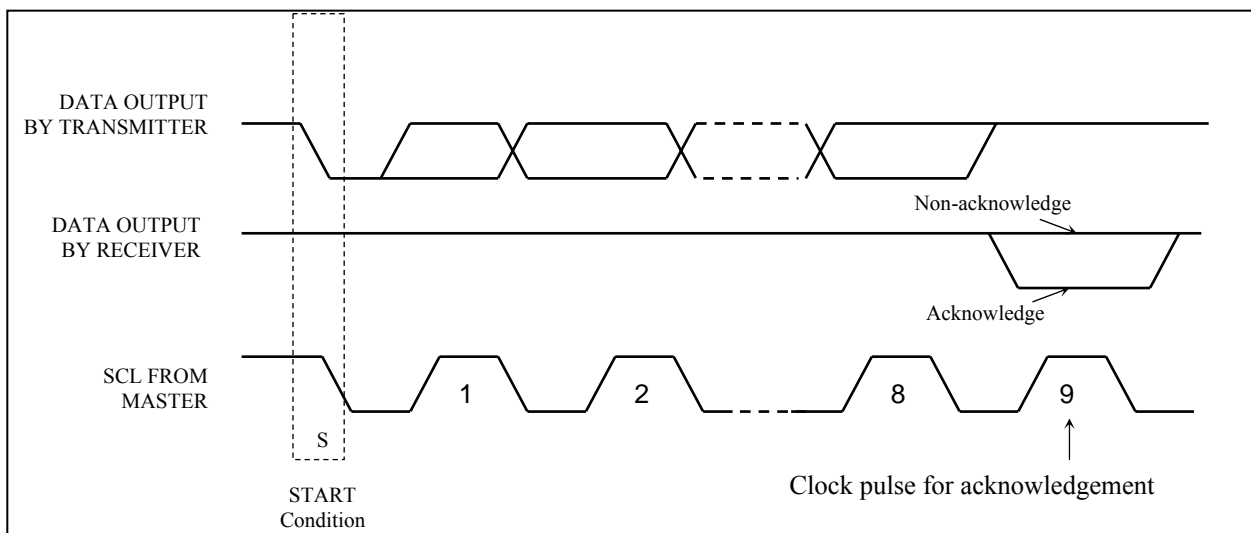 DATA OUTPUT
BY TRANSMITTER
Non-acknowledge
DATA OUTPUT
BY RECEIVER
Acknowledge
SCL FROM
MASTER
1
2
8
9
S
START
Condition
Clock pulse for acknowledgement